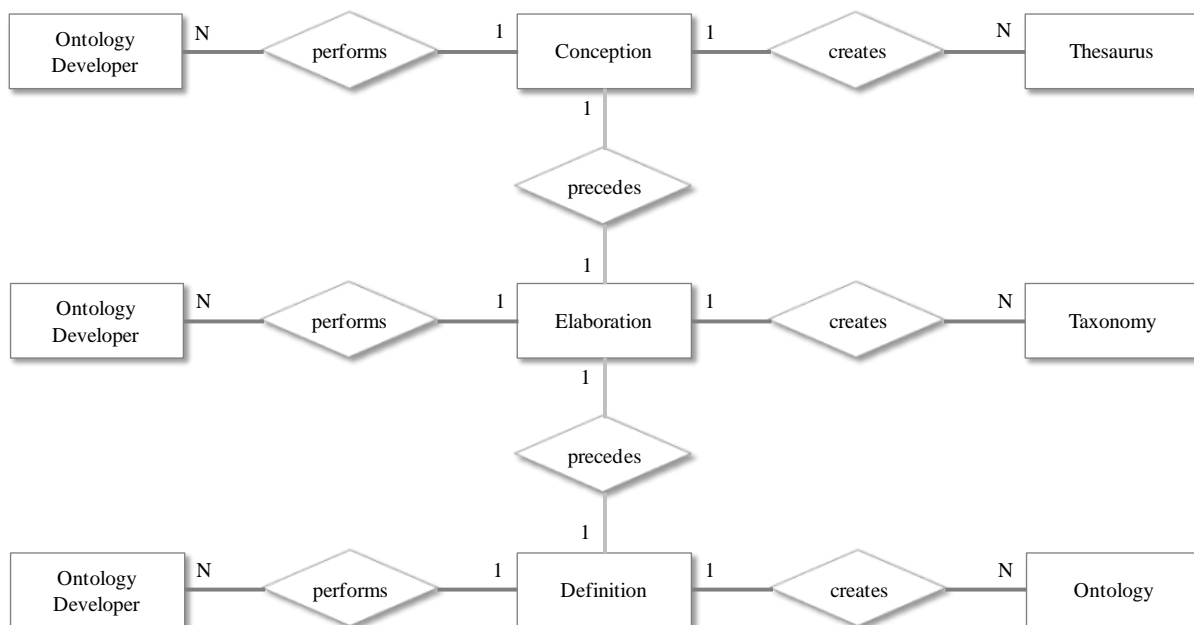 Ontology
Developer
N
performs
1
Conception
1
creates
N
Thesaurus
1
precedes
1
Ontology
Developer
N
performs
1
Elaboration
1
creates
N
Taxonomy
1
precedes
1
Ontology
Developer
N
performs
1
Definition
1
creates
N
Ontology